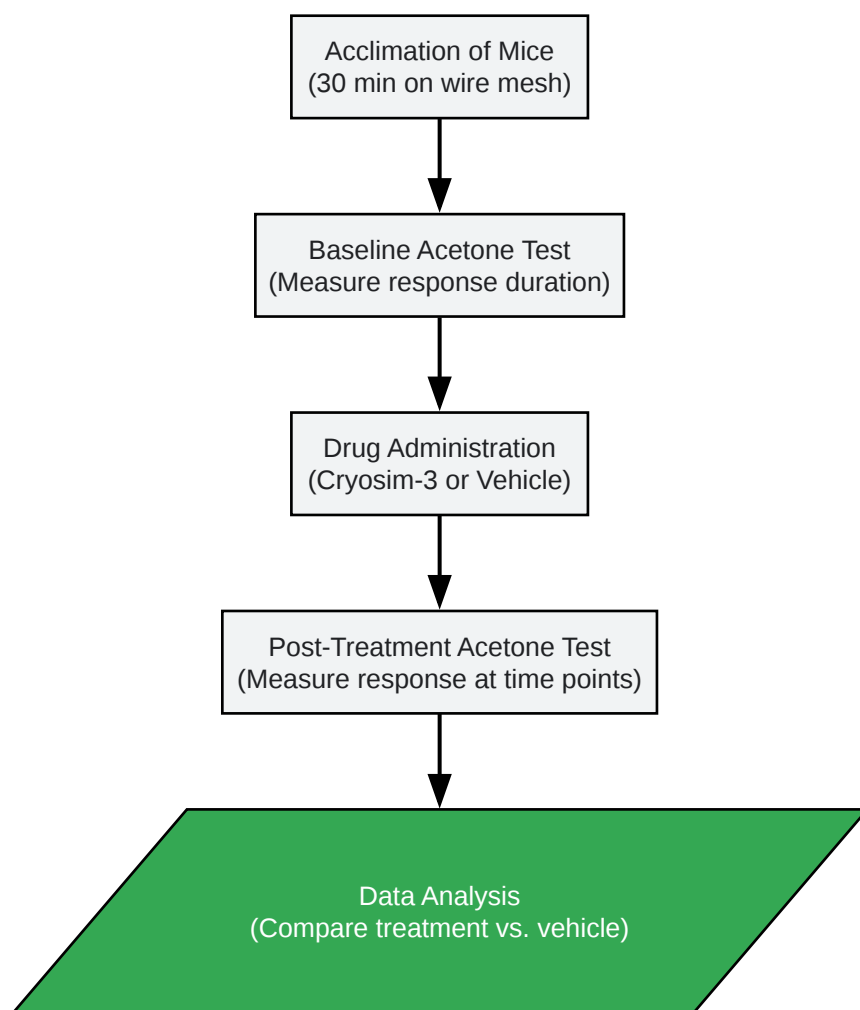 Acclimation of Mice
(30 min on wire mesh)
Baseline Acetone Test
(Measure response duration)
Drug Administration
(Cryosim-3 or Vehicle)
Post-Treatment Acetone Test
(Measure response at time points)
Data Analysis
(Compare treatment vs. vehicle)